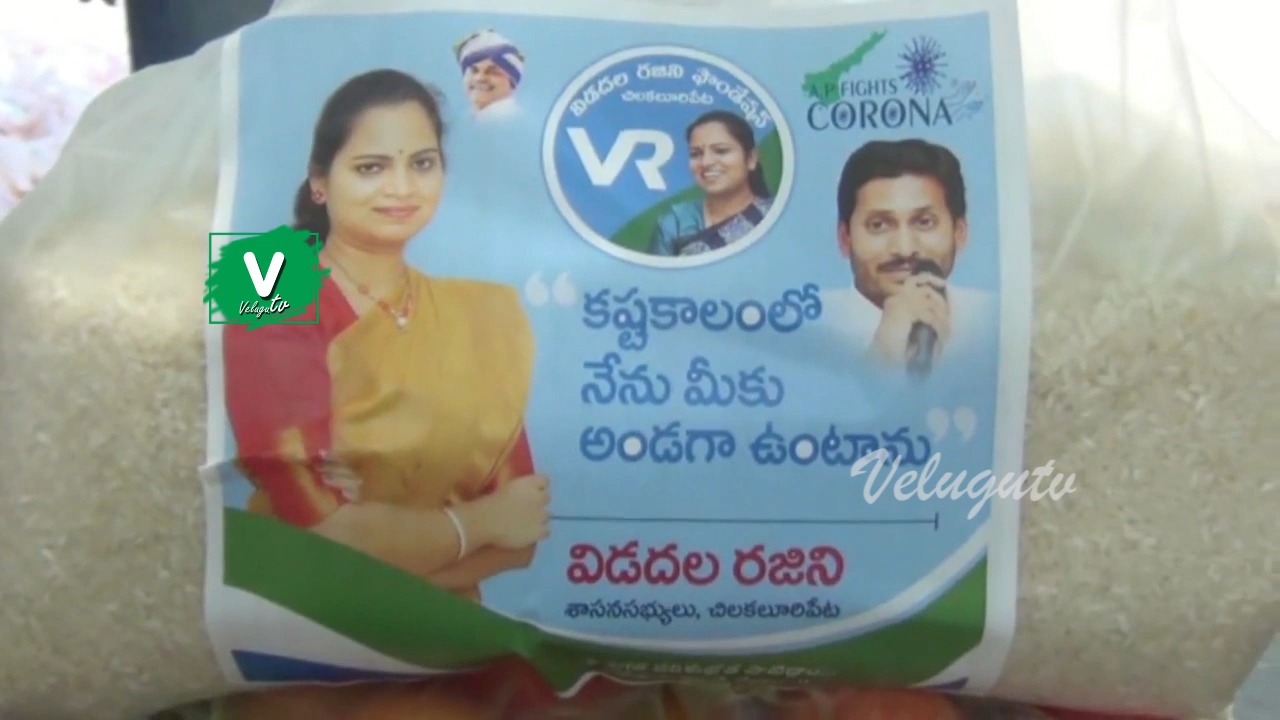 విడదల రజిని ఫౌండేషన్
చిలకలూరిపేట
VR
A.P FIGHTS
CORONA
V
Velugutv
“కష్టకాలంలో
నేను మీకు
అండగా ఉంటాను”
Velugutv
విడదల రజిని
శాసనసభ్యులు, చిలకలూరిపేట